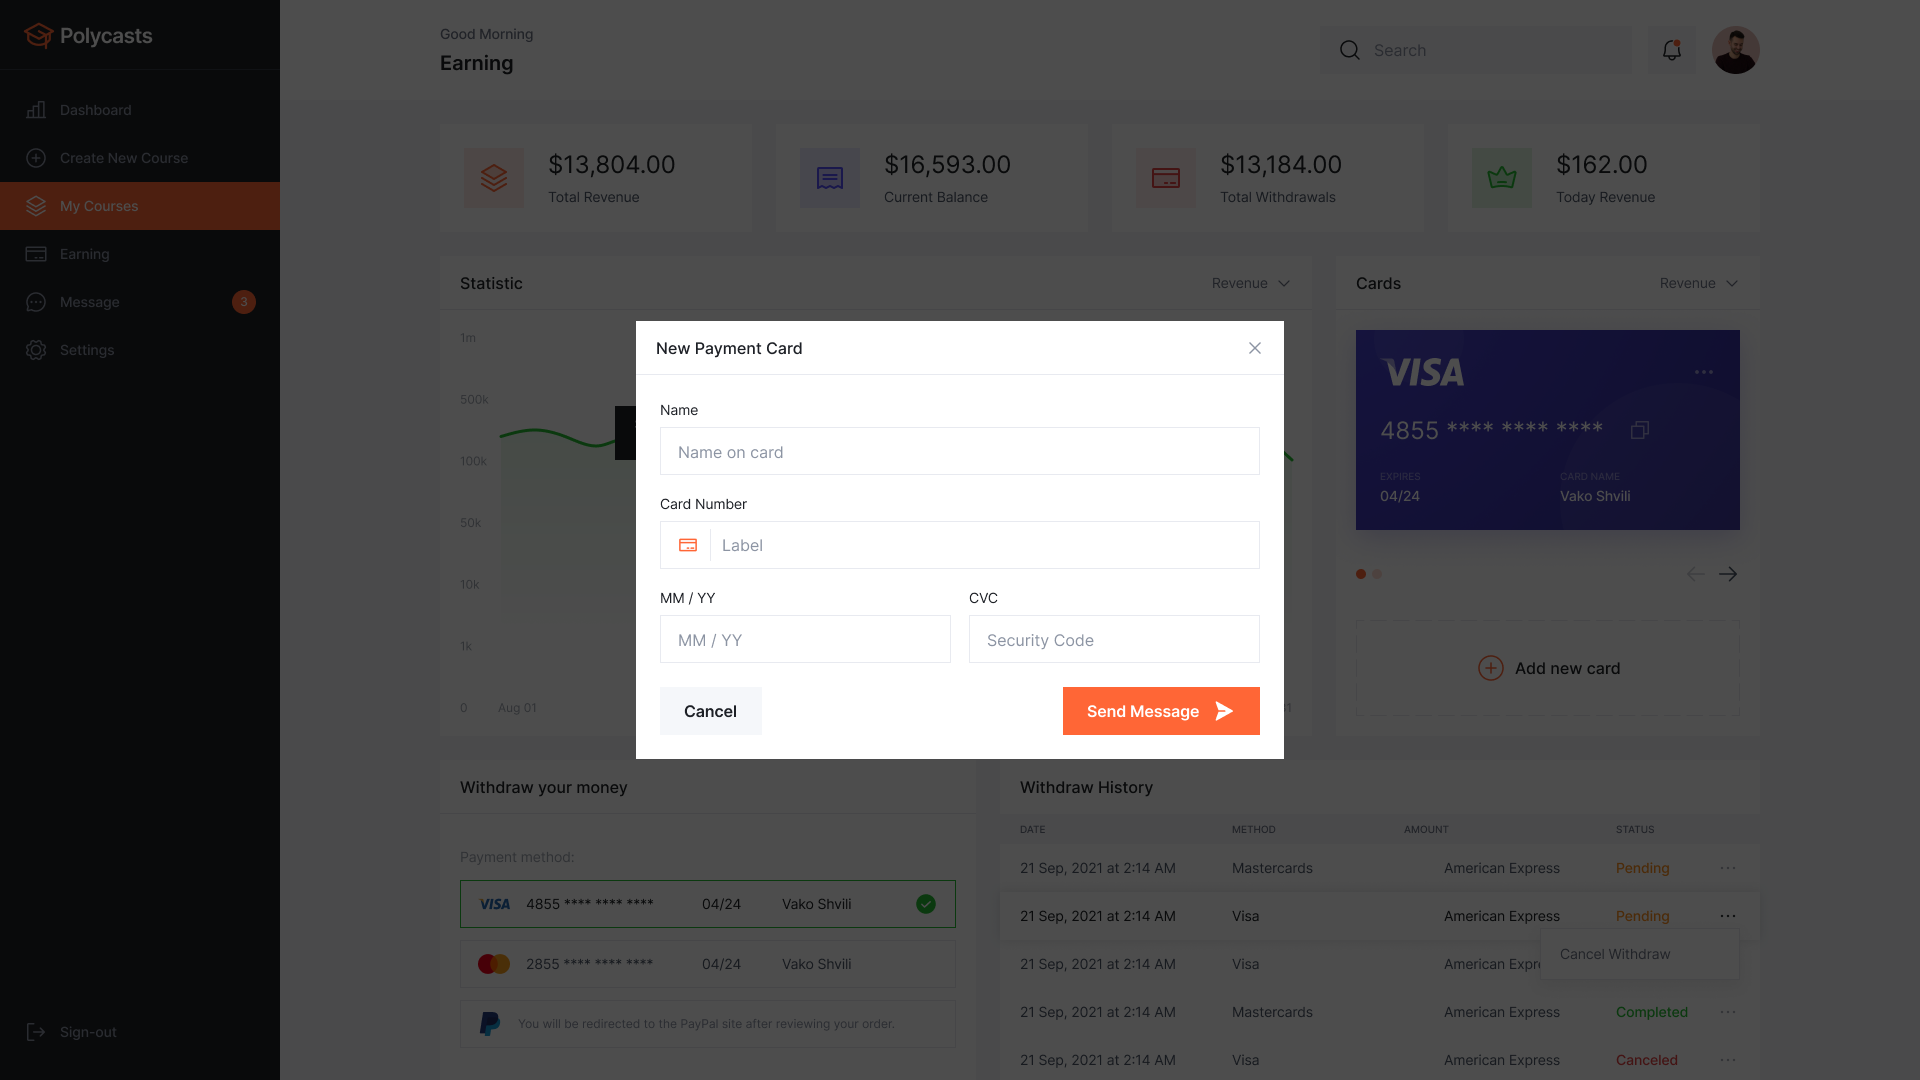 Polycasts
Dashboard
Create New Course
My Courses
Earning
Message
3
Settings
Sign-out
Good Morning
Earning
Search
$13,804.00
Total Revenue
$16,593.00
Current Balance
$13,184.00
Total Withdrawals
$162.00
Today Revenue
Statistic
Revenue
1m
500k
100k
50k
10k
1k
0
Aug 01
Cards
Revenue
VISA
4855 **** **** ****
EXPIRES
CARD NAME
04/24
Vako Shvili
Add new card
New Payment Card
Name
Name on card
Card Number
Label
MM / YY
CVC
MM / YY
Security Code
Cancel
Send Message
Withdraw your money
Payment method:
VISA 4855 **** **** **** 04/24 Vako Shvili
2855 **** **** **** 04/24 Vako Shvili
You will be redirected to the PayPal site after reviewing your order.
Withdraw History
DATE METHOD AMOUNT STATUS
21 Sep, 2021 at 2:14 AM Mastercards American Express Pending
21 Sep, 2021 at 2:14 AM Visa American Express Pending
Cancel Withdraw
21 Sep, 2021 at 2:14 AM Visa American
21 Sep, 2021 at 2:14 AM Mastercards American Express Completed
21 Sep, 2021 at 2:14 AM Visa American Express Canceled